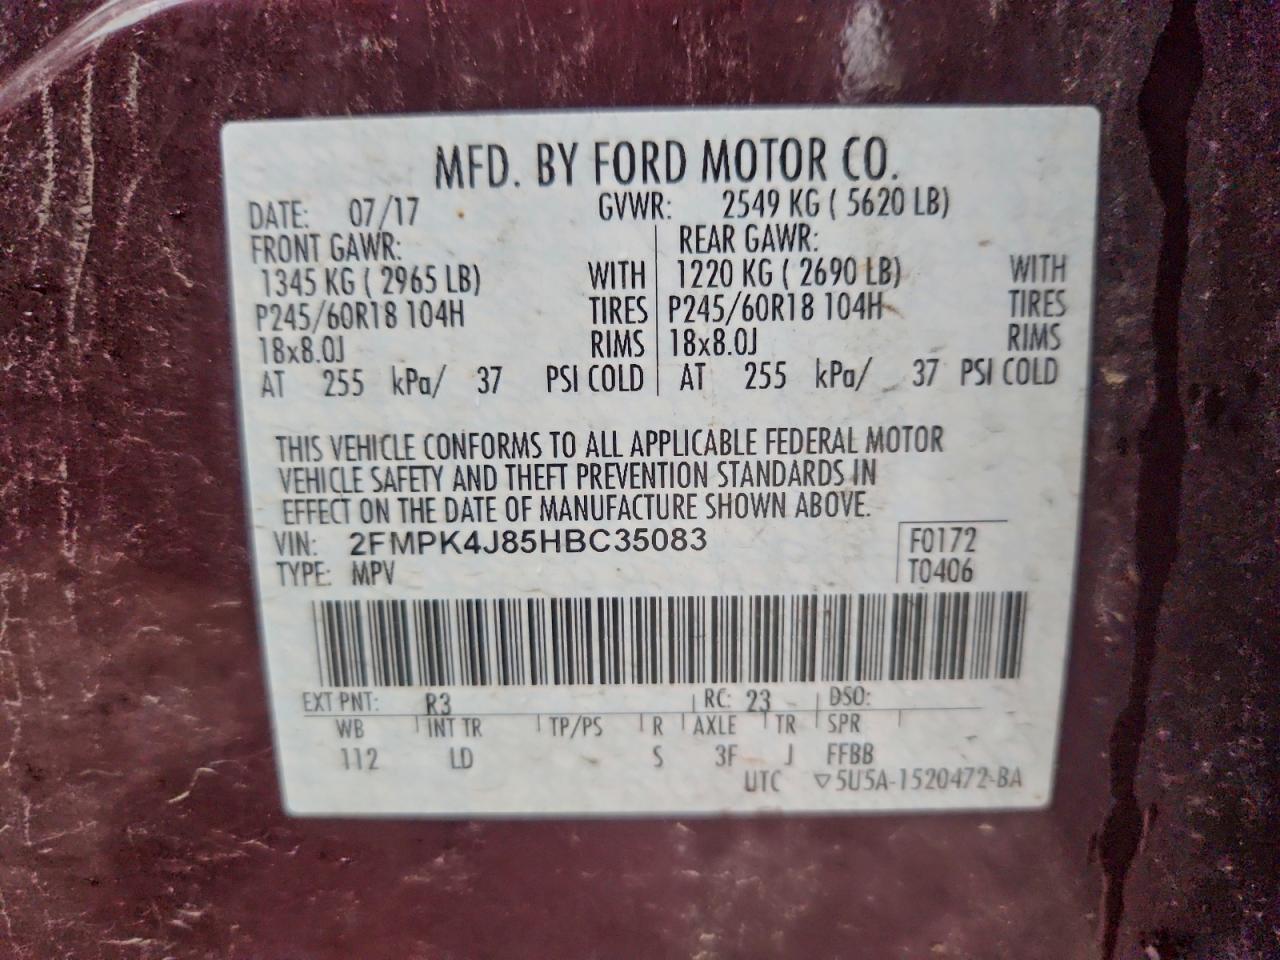 MFD. BY FORD MOTOR CO.
DATE: 07/17 GVWR: 2549 KG ( 5620 LB)
FRONT GAWR: REAR GAWR:
1345 KG ( 2965 LB) WITH 1220 KG ( 2690 LB) WITH
P245/60R18 104H TIRES P245/60R18 104H TIRES
18x8.0J RIMS 18x8.0J RIMS
AT 255 kPa/ 37 PSI COLD AT 255 kPa/ 37 PSI COLD
THIS VEHICLE CONFORMS TO ALL APPLICABLE FEDERAL MOTOR
VEHICLE SAFETY AND THEFT PREVENTION STANDARDS IN
EFFECT ON THE DATE OF MANUFACTURE SHOWN ABOVE.
VIN: 2FMPK4J85HBC35083 F0172
TYPE: MPV T0406
EXT PNT: R3 RC: 23 DSO:
WB INT TR TP/PS R AXLE TR SPR
112 LD S 3F J FFBB
UTC ▽5U5A-1520472-BA